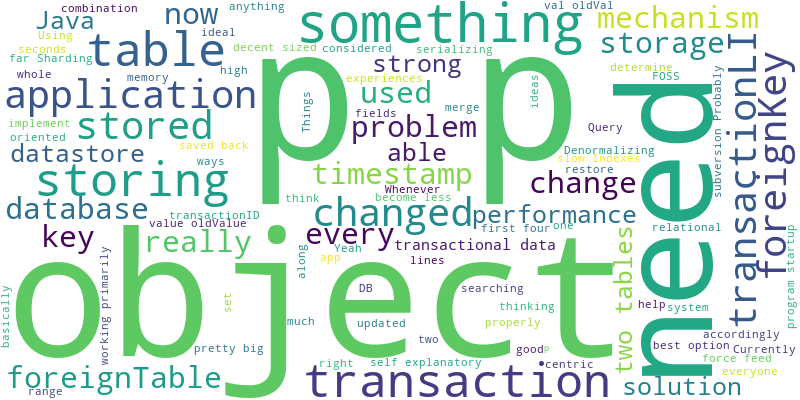 combination
anything
val oldVal
Java
now
something
mechanism
Using
seconds
table
decent sized
considered
serializing
storage
far Sharding
ideal
strong
whole
memory
high
experiences
determine
FOSS
application
used
ideas
merge
p p
need
transactionLI
foreignKey
subversion Probably
implement
stored
Things
fields
problem
Query
oriented
saved back
able
Denormalizing
datastore
ways
slow Indexes
restore
storing
timestamp
Whenever
change
become less
database
transactionID
think
changed
performance
value oldValue
first four
one
relational
key
really
every
transactional data
Yeah
lines
along
app
searching
two tables
help
system
program startup
object
basically
working primarily
set
DB
thinking
much
updated
properly
accordingly
two
good
p
best option
Currently
pretty big
right
self explanatory
centric
force feed
everyone
foreignTable
range
transaction
solution